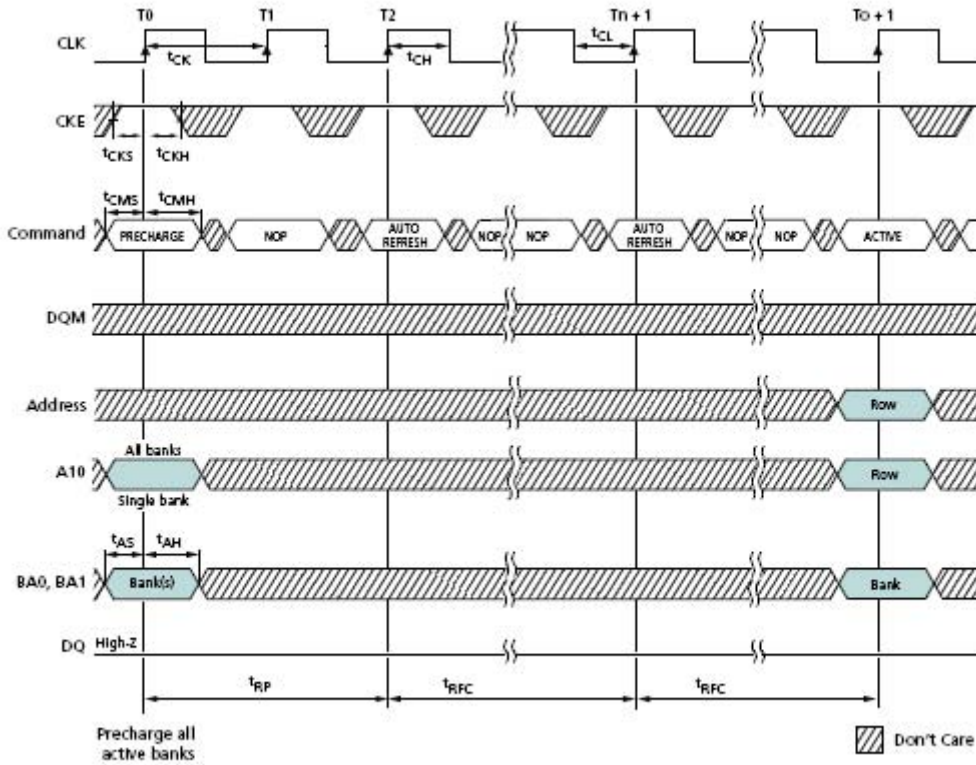 T0 T1 T2 Tn + 1 To + 1
CLK
tCK tCH tCL
CKE
tCKS tCKH
tCMS tCMH
Command PRECHARGE NOP AUTO REFRESH NOP NOP AUTO REFRESH NOP NOP ACTIVE
DQM
Address Row
All banks
A10 Row
Single bank
tAS tAH
BA0, BA1 Bank(s) Bank
DQ High-Z
tRP tRFC tRFC
Precharge all
active banks
Don't Care